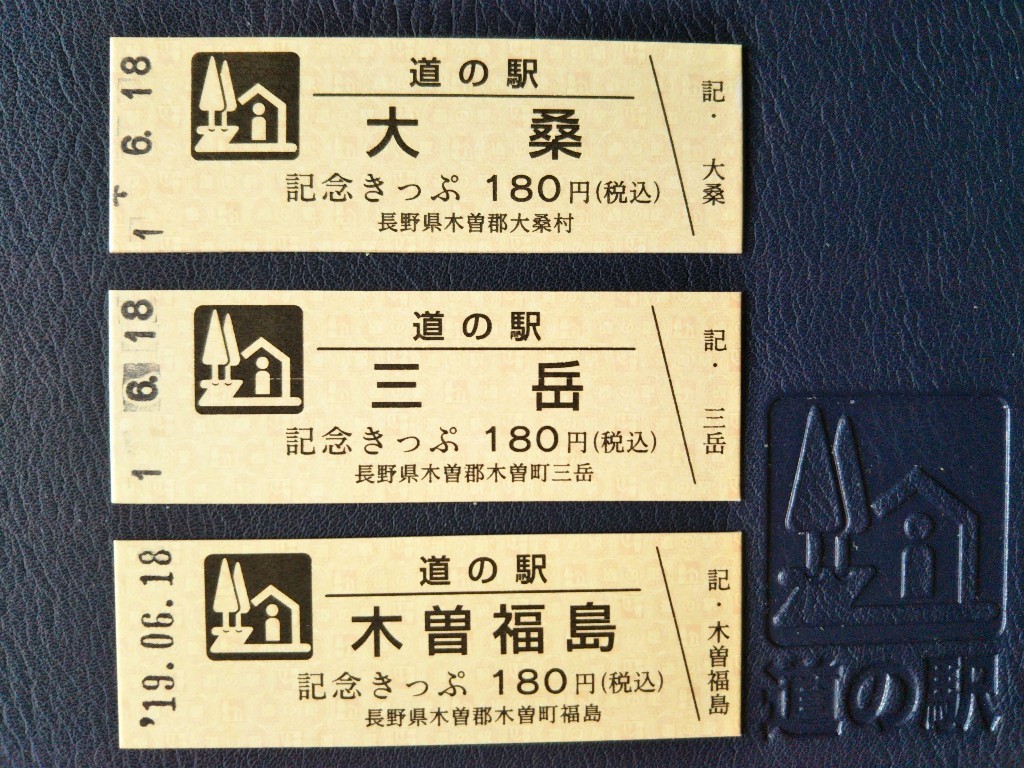 1 6.18
道の駅
大桑
記念きっぷ 180円(税込)
長野県木曽郡大桑村
記・大桑
1 6.18
道の駅
三岳
記念きっぷ 180円(税込)
長野県木曽郡木曽町三岳
記・三岳
'19.06.18
道の駅
木曽福島
記念きっぷ 180円(税込)
長野県木曽郡木曽町福島
記・木曽福島
道の駅